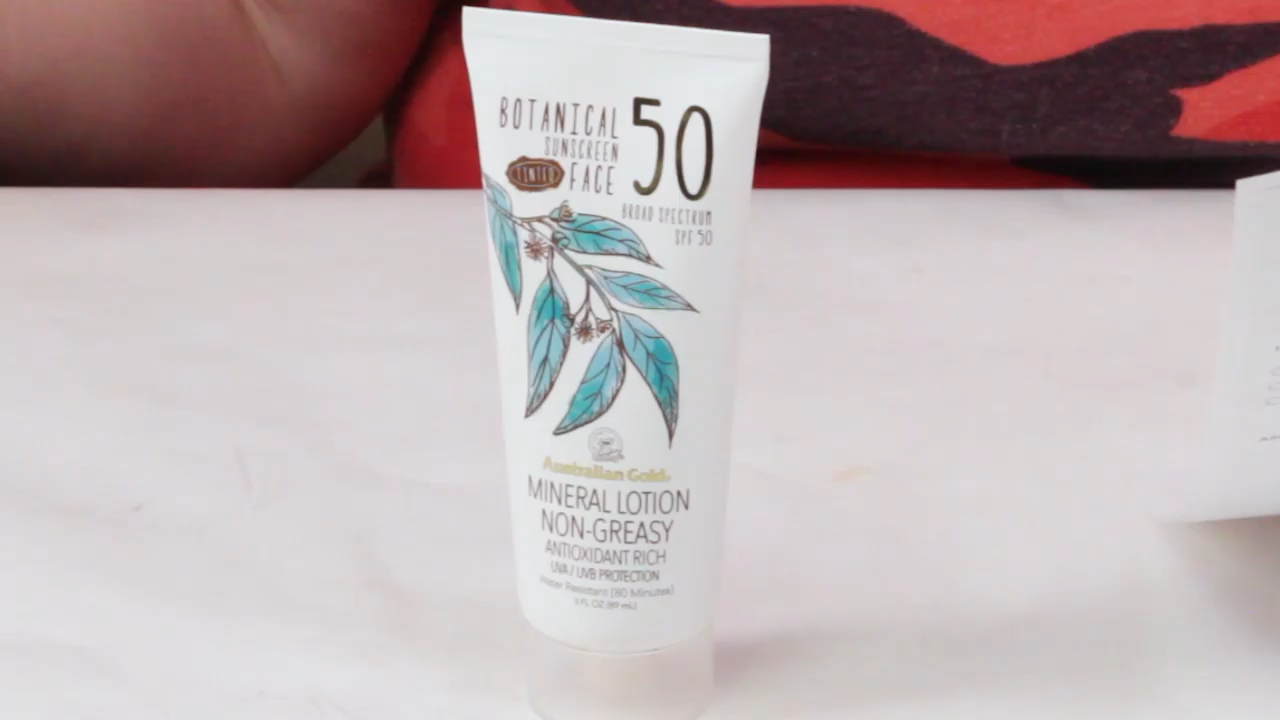 BOTANICAL 50
SUNSCREEN
TINTED FACE
BROAD SPECTRUM
SPF 50
Australian Gold®
MINERAL LOTION
NON-GREASY
ANTIOXIDANT RICH
UVA / UVB PROTECTION
Water Resistant (80 Minutes)
3 FL OZ (89 mL)